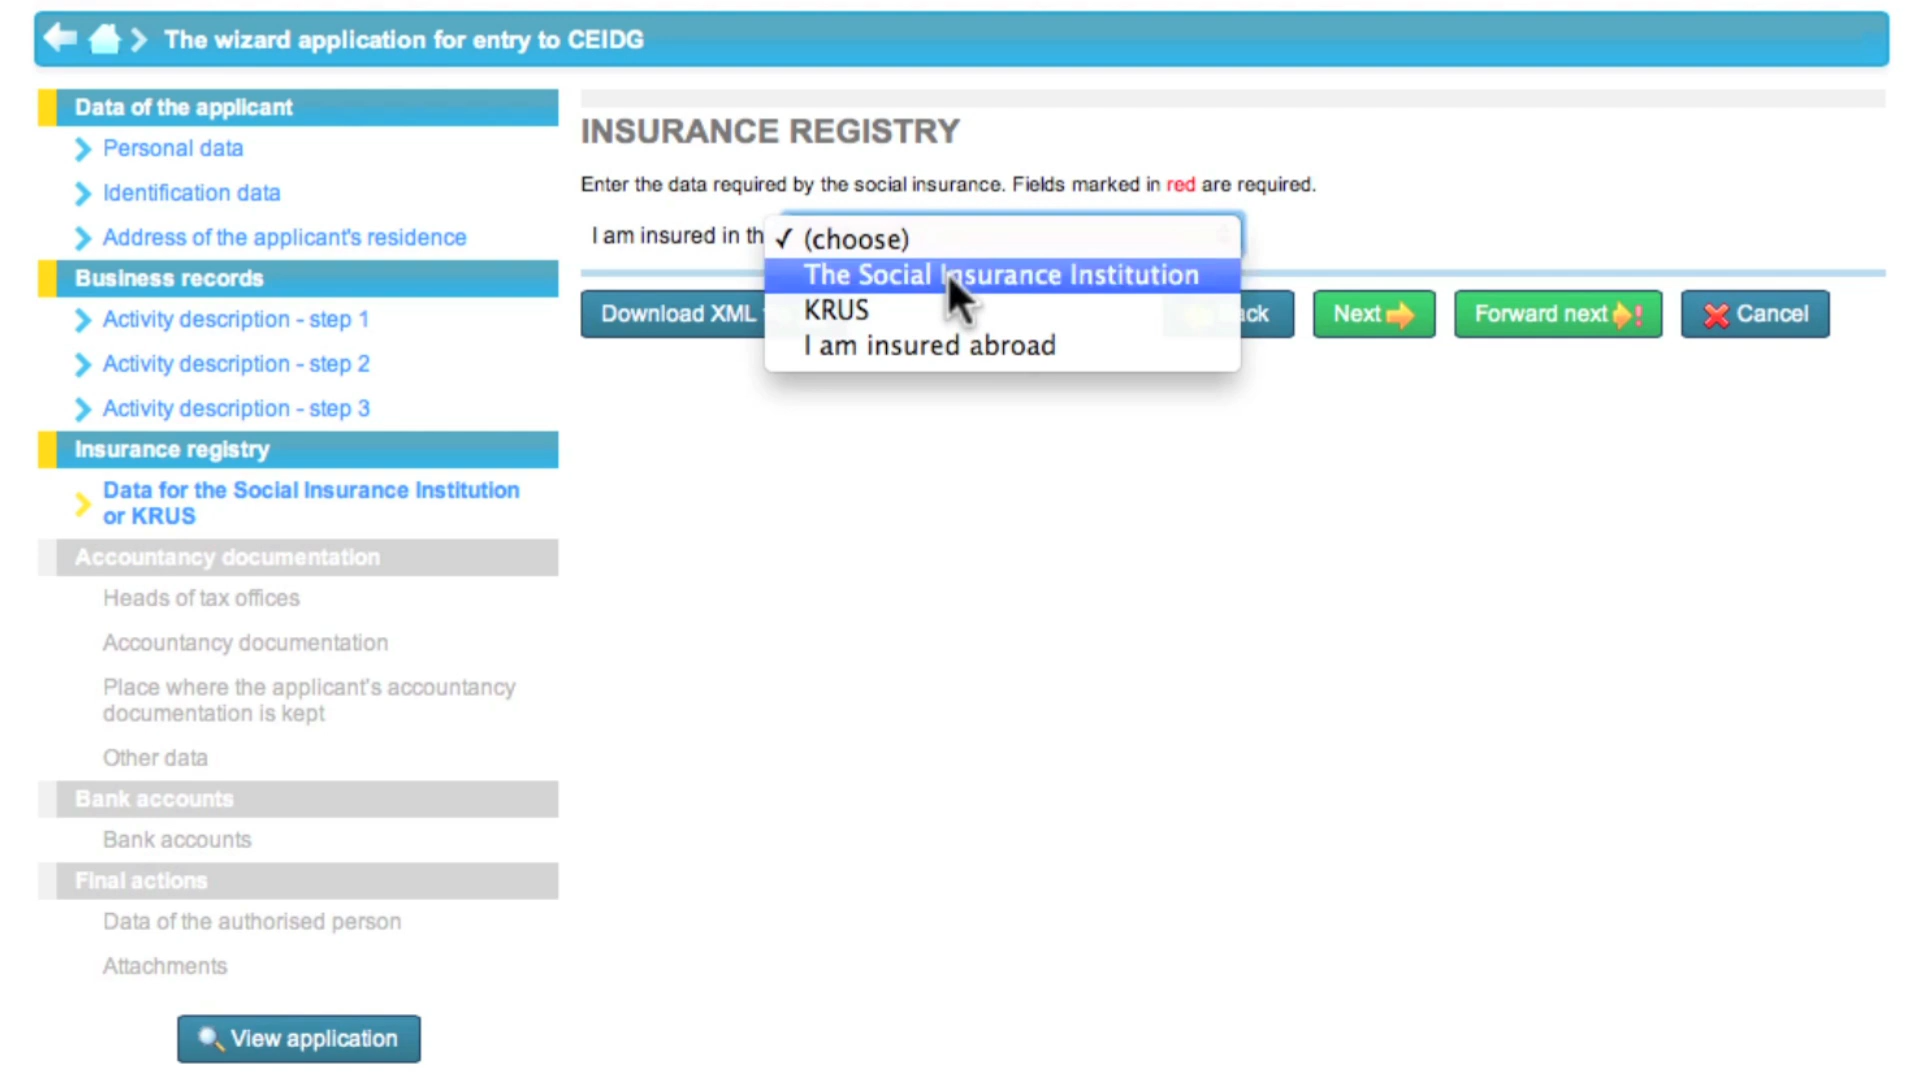 The wizard application for entry to CEIDG
Data of the applicant
Personal data
Identification data
Address of the applicant's residence
Business records
Activity description - step 1
Activity description - step 2
Activity description - step 3
Insurance registry
Data for the Social Insurance Institution
or KRUS
Accountancy documentation
Heads of tax offices
Accountancy documentation
Place where the applicant's accountancy
documentation is kept
Other data
Bank accounts
Bank accounts
Final actions
Data of the authorised person
Attachments
View application
INSURANCE REGISTRY
Enter the data required by the social insurance. Fields marked in red are required.
I am insured in
✓ (choose)
The Social Insurance Institution
KRUS
I am insured abroad
Download XML
Next
Forward next
Cancel